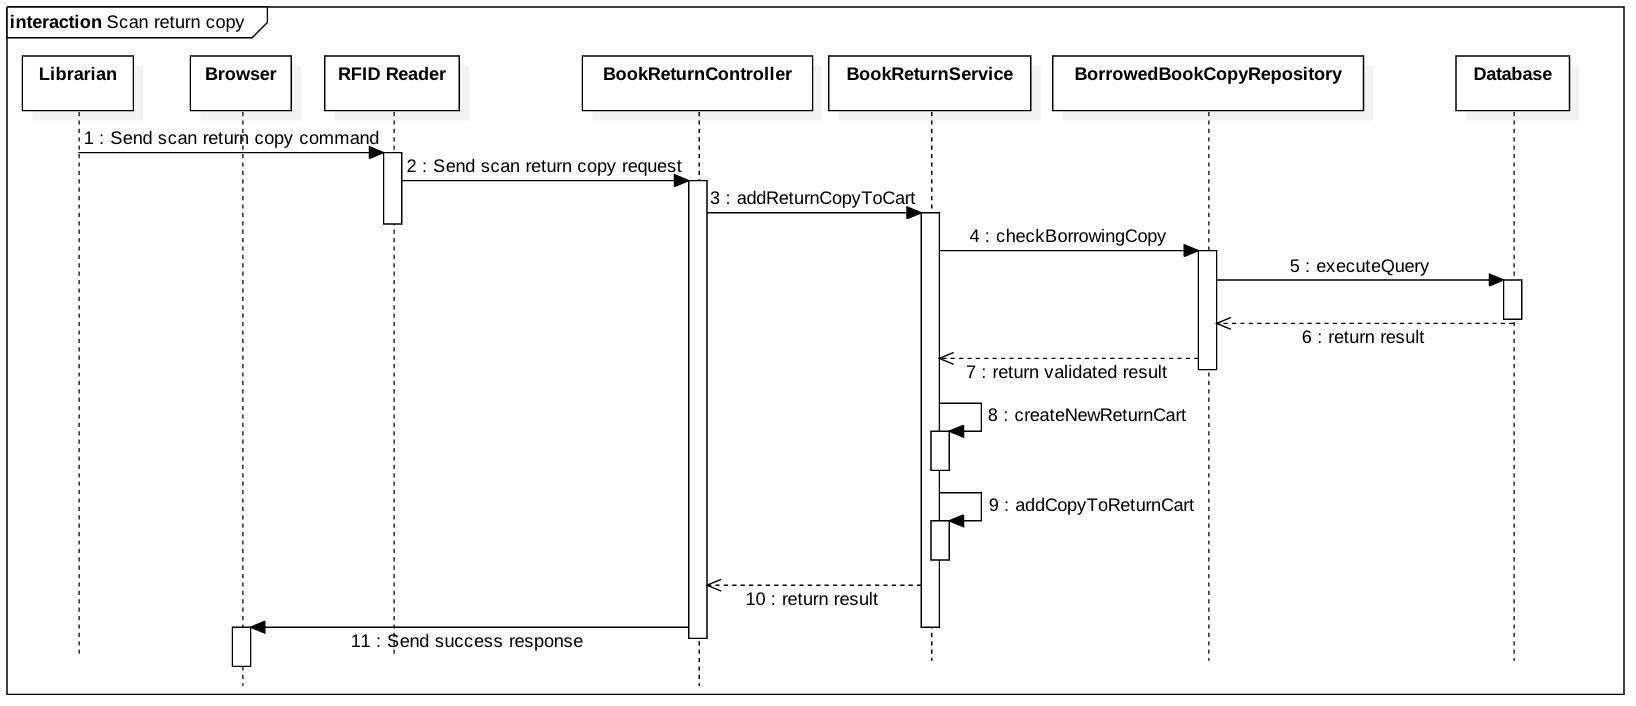 interaction Scan return copy
Librarian
Browser
RFID Reader
BookReturnController
BookReturnService
BorrowedBookCopyRepository
Database
1 : Send scan return copy command
2 : Send scan return copy request
3 : addReturnCopyToCart
4 : checkBorrowingCopy
5 : executeQuery
6 : return result
7 : return validated result
8 : createNewReturnCart
9 : addCopyToReturnCart
10 : return result
11 : Send success response